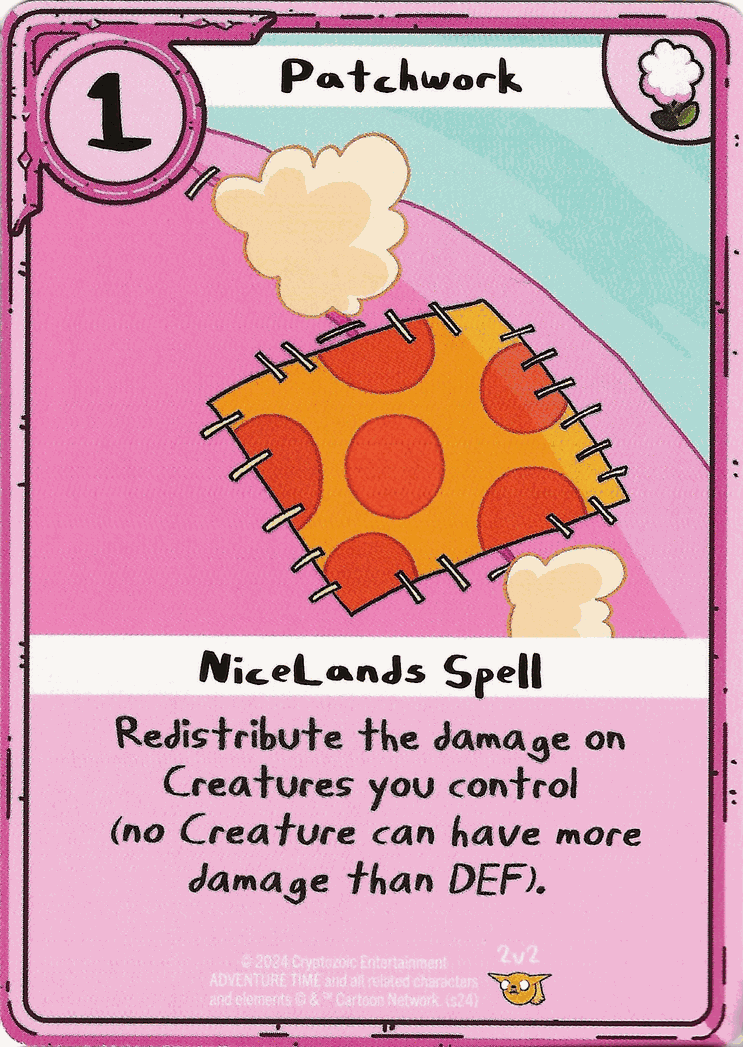 1
Patchwork
NiceLands Spell
Redistribute the damage on
Creatures you control
(no Creature can have more
damage than DEF).
© 2024 Cryptozoic Entertainment
ADVENTURE TIME and all related characters
and elements © & ™ Cartoon Network. (s24)
2v2